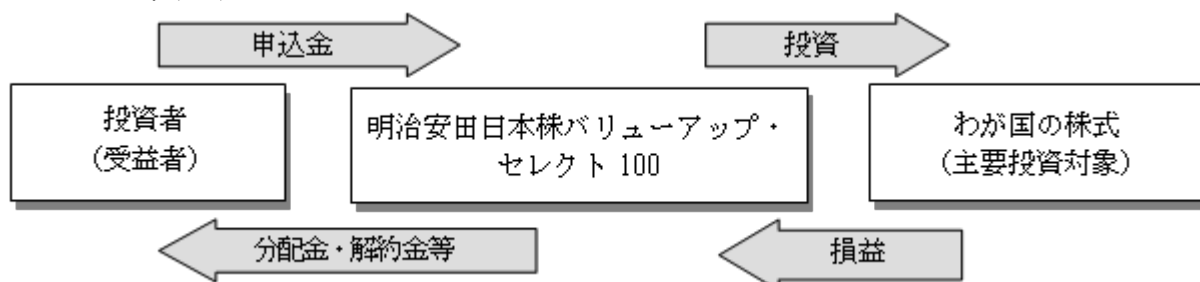 申込金
投資
投資者
(受益者)
明治安田日本株バリューアップ・
セレクト 100
わが国の株式
(主要投資対象)
分配金・解約金等
損益